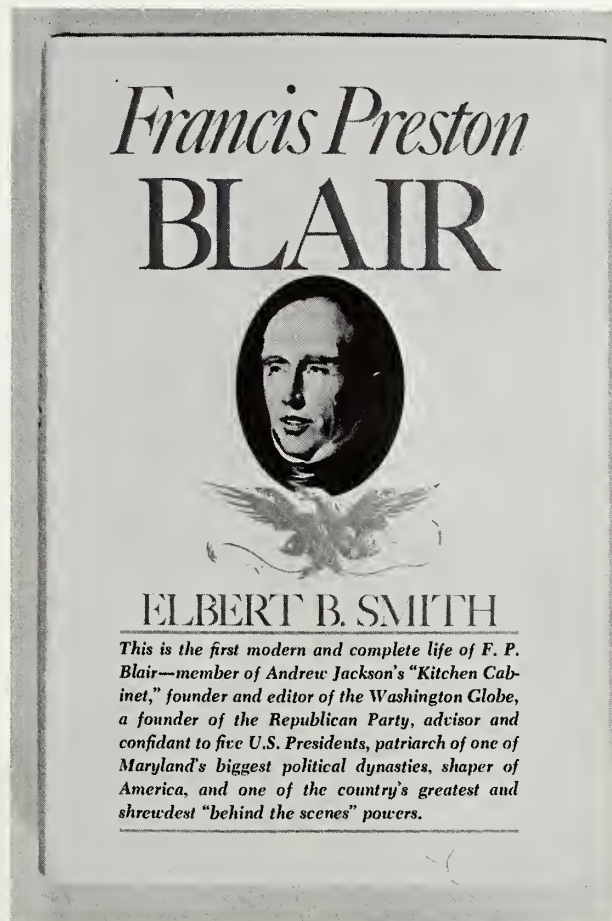 Francis Preston
BLAIR
ELBERT B. SMITH
This is the first modern and complete life of F. P.
Blair—member of Andrew Jackson's "Kitchen Cab-
inet," founder and editor of the Washington Globe,
a founder of the Republican Party, advisor and
confidant to five U.S. Presidents, patriarch of one of
Maryland's biggest political dynasties, shaper of
America, and one of the country's greatest and
shrewdest "behind the scenes" powers.